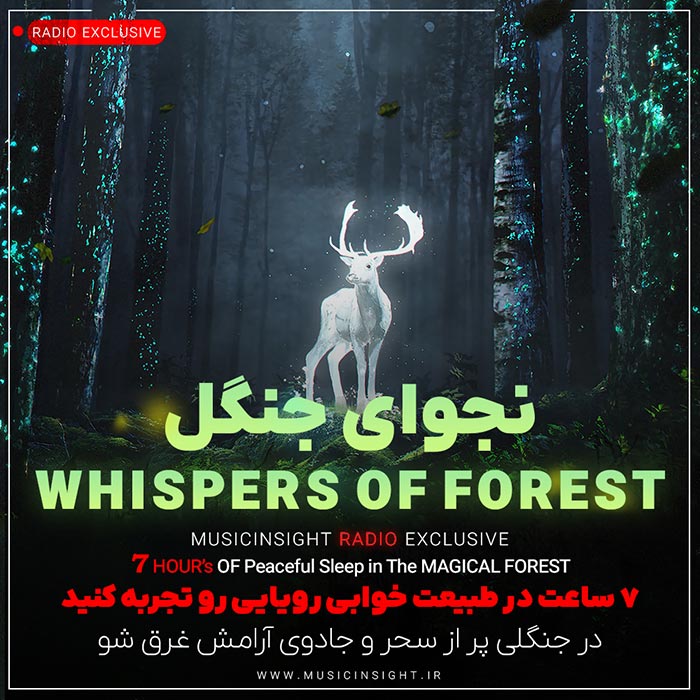 RADIO EXCLUSIVE
نجوای جنگل
WHISPERS OF FOREST
MUSICINSIGHT RADIO EXCLUSIVE
7 HOUR's OF Peaceful Sleep in The MAGICAL FOREST
۷ ساعت در طبیعت خوابی رویایی رو تجربه کنید
در جنگلی پر از سحر و جادوی آرامش غرق شو
WWW.MUSICINSIGHT.IR